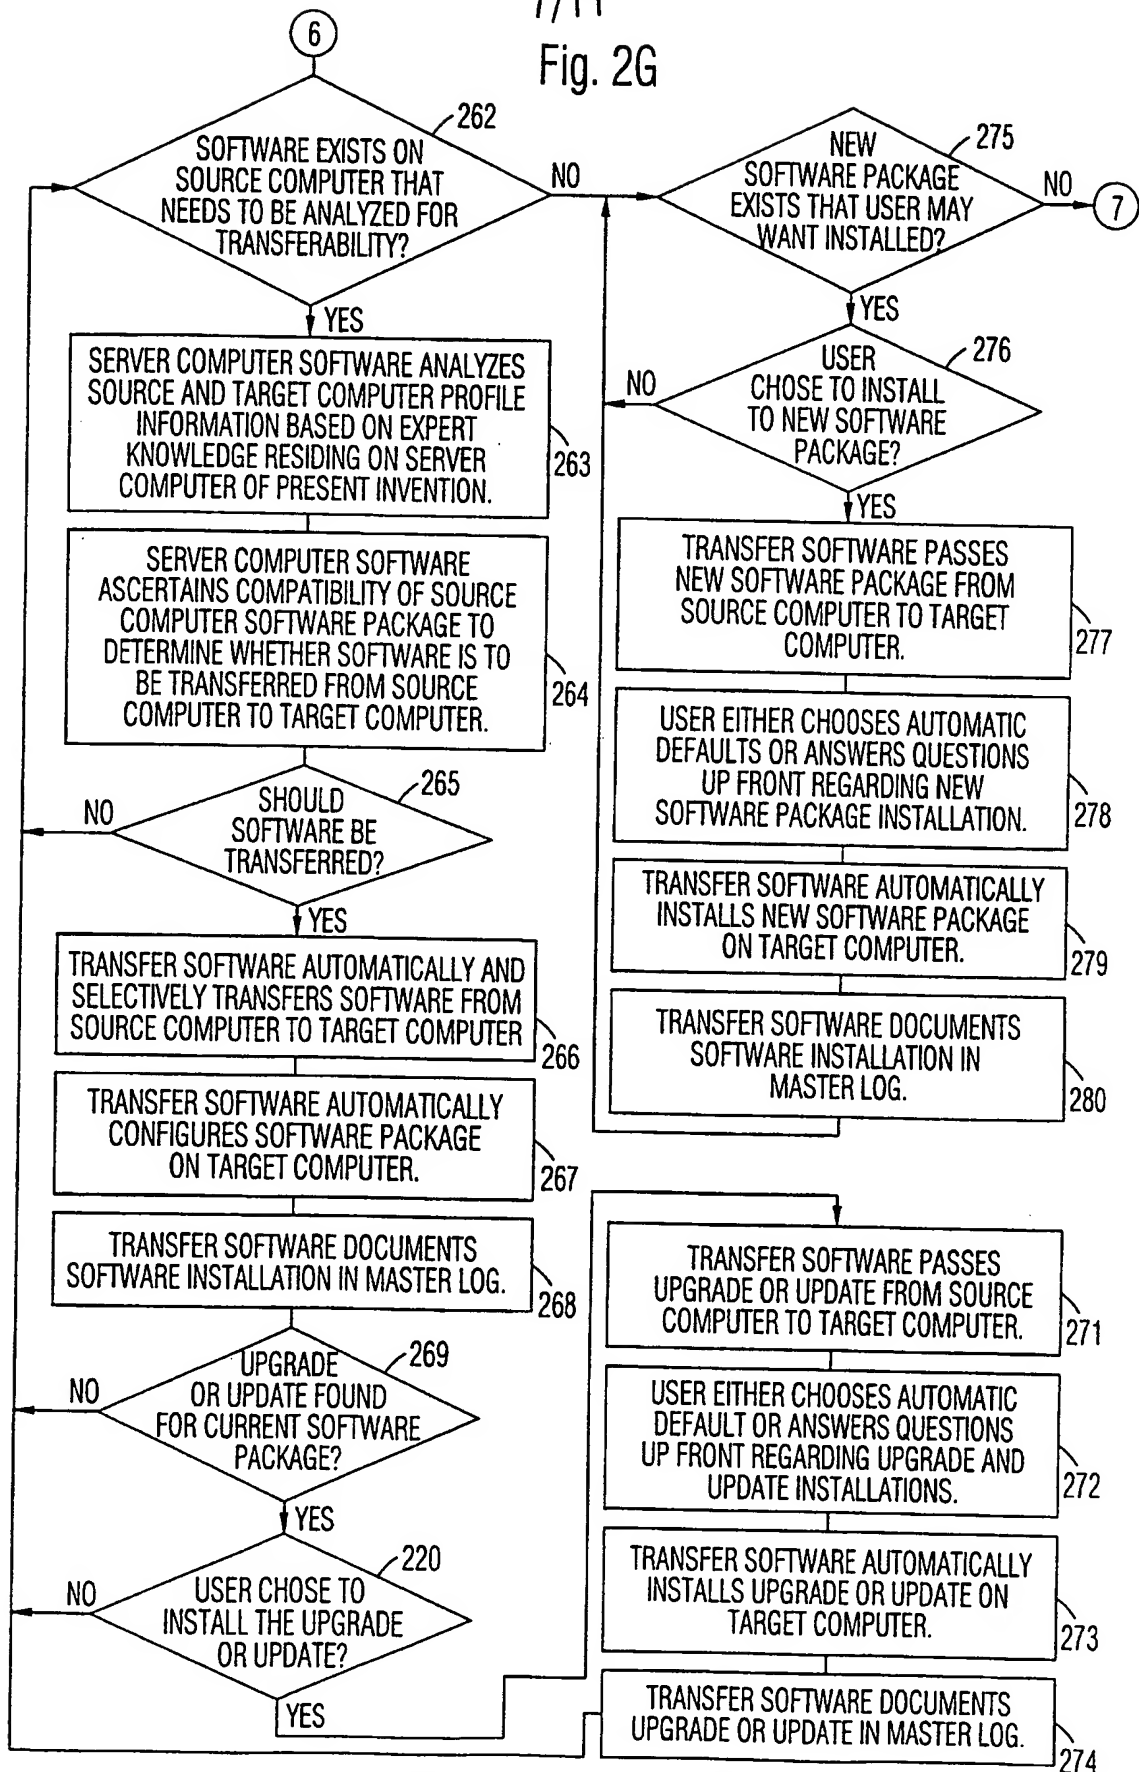 7/11
Fig. 2G
6
262
SOFTWARE EXISTS ON
SOURCE COMPUTER THAT
NEEDS TO BE ANALYZED FOR
TRANSFERABILITY?
NO
YES
SERVER COMPUTER SOFTWARE ANALYZES
SOURCE AND TARGET COMPUTER PROFILE
INFORMATION BASED ON EXPERT
KNOWLEDGE RESIDING ON SERVER
COMPUTER OF PRESENT INVENTION.
263
SERVER COMPUTER SOFTWARE
ASCERTAINS COMPATIBILITY OF SOURCE
COMPUTER SOFTWARE PACKAGE TO
DETERMINE WHETHER SOFTWARE IS TO
BE TRANSFERRED FROM SOURCE
COMPUTER TO TARGET COMPUTER.
264
265
SHOULD
SOFTWARE BE
TRANSFERRED?
NO
YES
TRANSFER SOFTWARE AUTOMATICALLY AND
SELECTIVELY TRANSFERS SOFTWARE FROM
SOURCE COMPUTER TO TARGET COMPUTER
266
TRANSFER SOFTWARE AUTOMATICALLY
CONFIGURES SOFTWARE PACKAGE
ON TARGET COMPUTER.
267
TRANSFER SOFTWARE DOCUMENTS
SOFTWARE INSTALLATION IN MASTER LOG.
268
269
UPGRADE
OR UPDATE FOUND
FOR CURRENT SOFTWARE
PACKAGE?
NO
YES
220
USER CHOSE TO
INSTALL THE UPGRADE
OR UPDATE?
NO
YES
275
NEW
SOFTWARE PACKAGE
EXISTS THAT USER MAY
WANT INSTALLED?
NO
7
YES
276
USER
CHOSE TO INSTALL
TO NEW SOFTWARE
PACKAGE?
NO
YES
TRANSFER SOFTWARE PASSES
NEW SOFTWARE PACKAGE FROM
SOURCE COMPUTER TO TARGET
COMPUTER.
277
USER EITHER CHOOSES AUTOMATIC
DEFAULTS OR ANSWERS QUESTIONS
UP FRONT REGARDING NEW
SOFTWARE PACKAGE INSTALLATION.
278
TRANSFER SOFTWARE AUTOMATICALLY
INSTALLS NEW SOFTWARE PACKAGE
ON TARGET COMPUTER.
279
TRANSFER SOFTWARE DOCUMENTS
SOFTWARE INSTALLATION IN
MASTER LOG.
280
TRANSFER SOFTWARE PASSES
UPGRADE OR UPDATE FROM SOURCE
COMPUTER TO TARGET COMPUTER.
271
USER EITHER CHOOSES AUTOMATIC
DEFAULT OR ANSWERS QUESTIONS
UP FRONT REGARDING UPGRADE AND
UPDATE INSTALLATIONS.
272
TRANSFER SOFTWARE AUTOMATICALLY
INSTALLS UPGRADE OR UPDATE ON
TARGET COMPUTER.
273
TRANSFER SOFTWARE DOCUMENTS
UPGRADE OR UPDATE IN MASTER LOG.
274